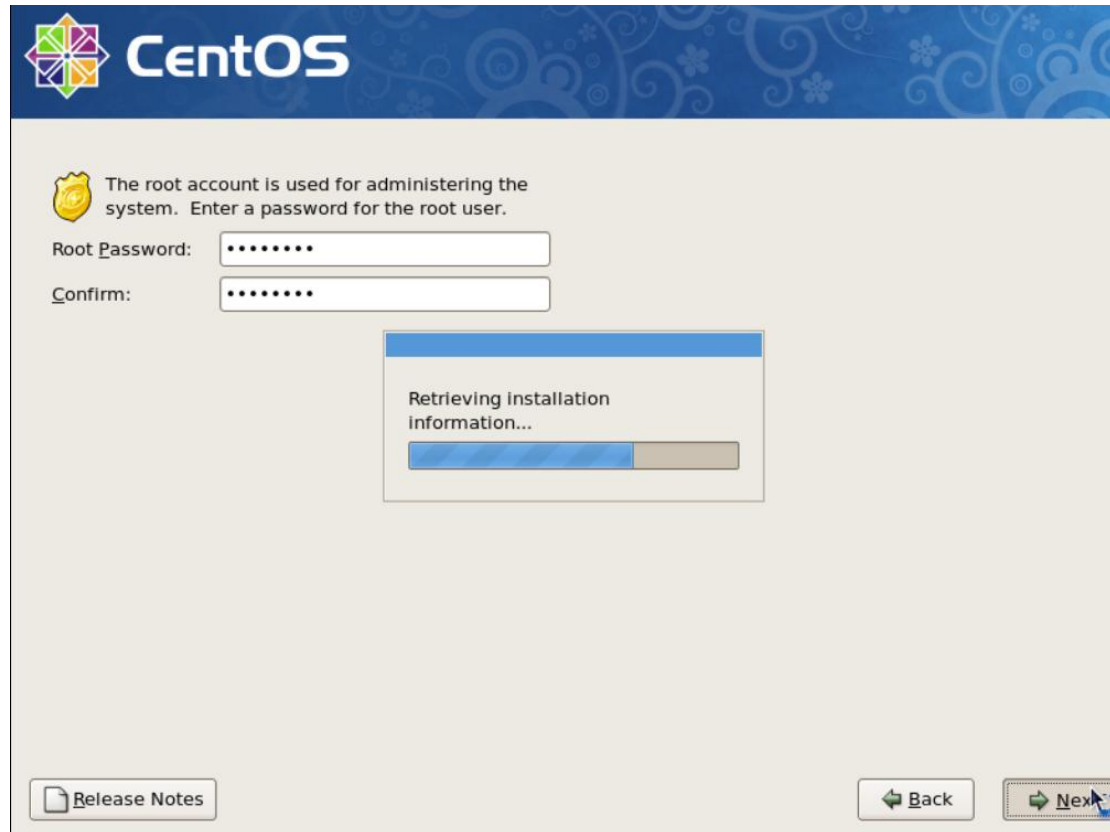 CentOS
The root account is used for administering the
system. Enter a password for the root user.
Root Password: ••••••••
Confirm: ••••••••
Retrieving installation
information...
Release Notes
Back
Nex